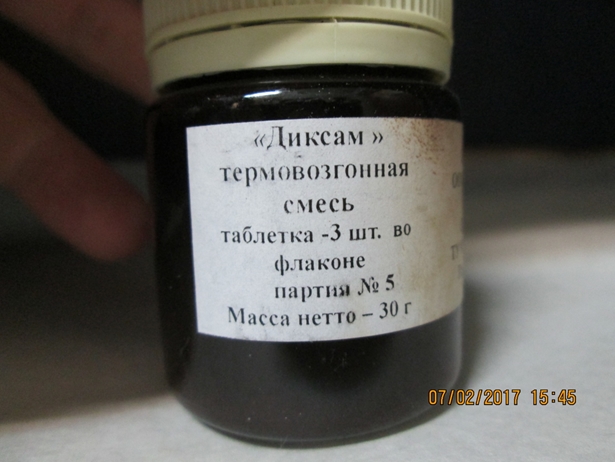 «Диксам »
термовозгонная
смесь
таблетка -3 шт. во
флаконе
партия № 5
Масса нетто – 30 г
07/02/2017 15:45